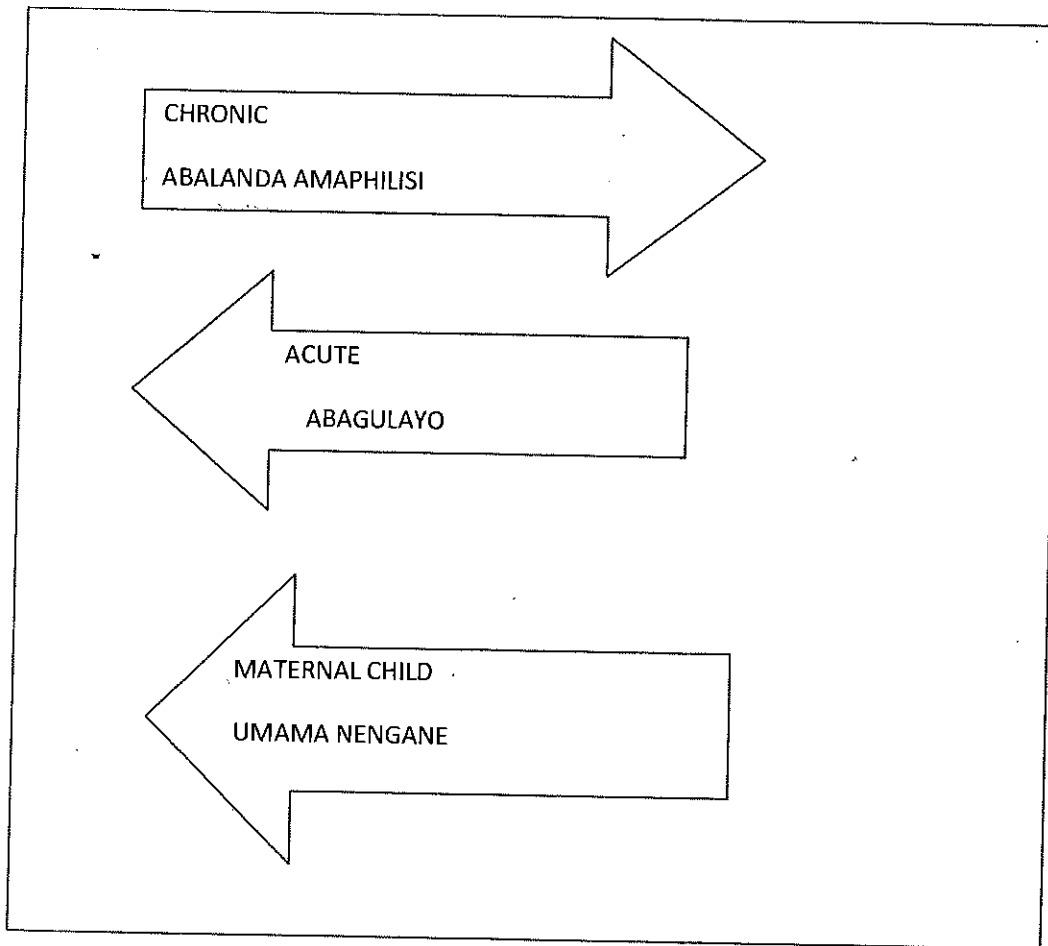 CHRONIC
ABALANDA AMAPHILISI
ACUTE
ABAGULAYO
MATERNAL CHILD
UMAMA NENGANE